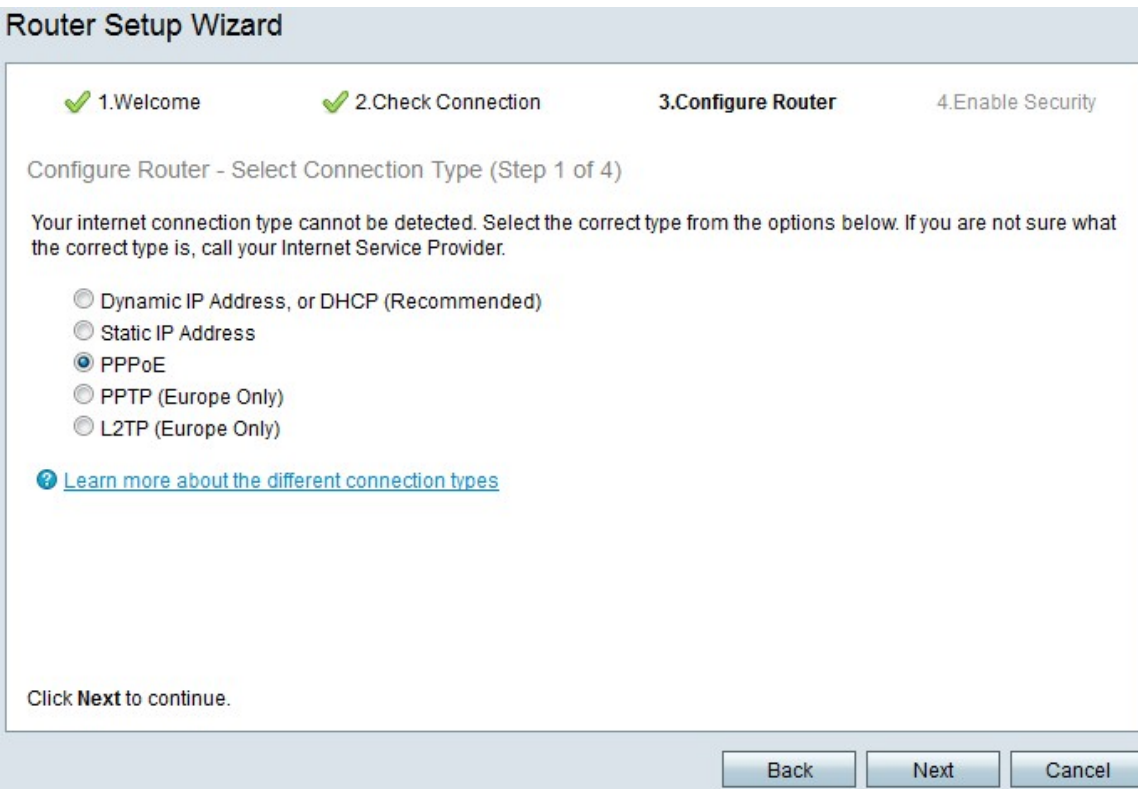 Router Setup Wizard
1.Welcome
2.Check Connection
3.Configure Router
4.Enable Security
Configure Router - Select Connection Type (Step 1 of 4)
Your internet connection type cannot be detected. Select the correct type from the options below. If you are not sure what
the correct type is, call your Internet Service Provider.
Dynamic IP Address, or DHCP (Recommended)
Static IP Address
PPPoE
PPTP (Europe Only)
L2TP (Europe Only)
? Learn more about the different connection types
Click Next to continue.
Back
Next
Cancel